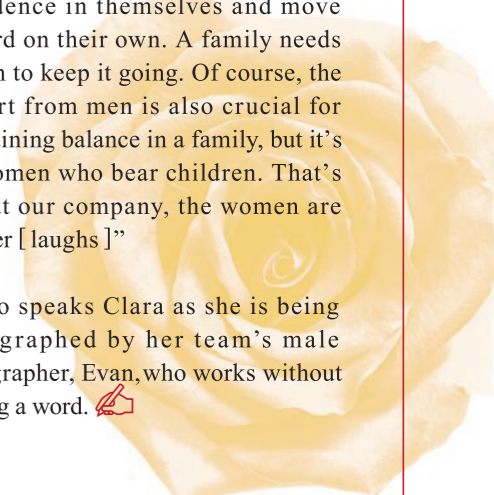 dence in themselves and move
rd on their own. A family needs
n to keep it going. Of course, the
rt from men is also crucial for
ining balance in a family, but it's
omen who bear children. That's
at our company, the women are
er [ laughs ]”

o speaks Clara as she is being
graphed by her team's male
grapher, Evan,who works without
g a word.